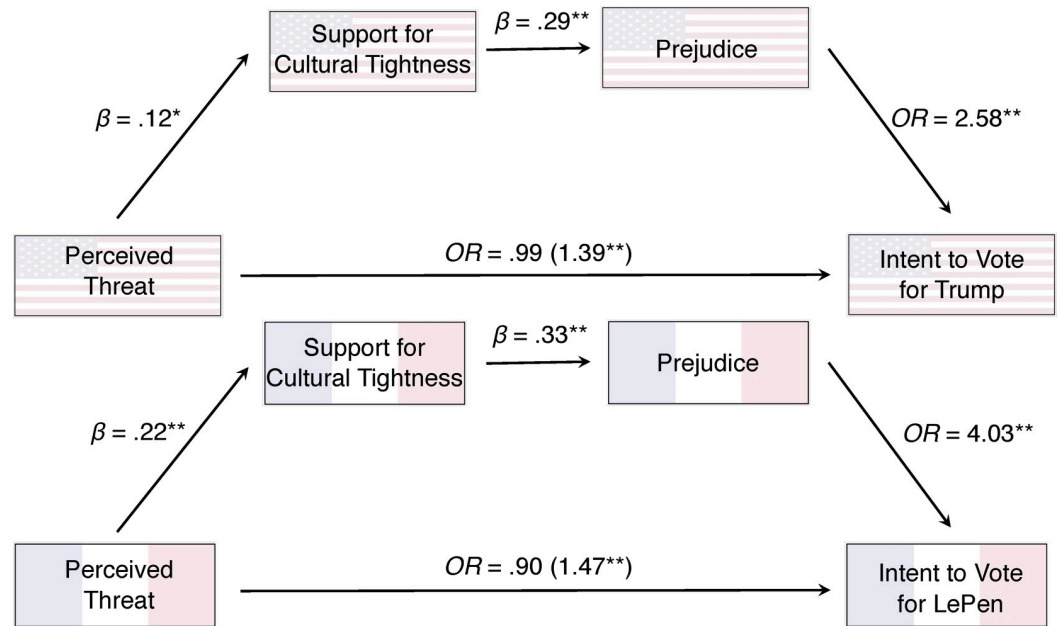 β = .29**
Support for
Cultural Tightness
Prejudice
β = .12*
OR = 2.58**
Perceived
Threat
OR = .99 (1.39**)
Intent to Vote
for Trump
β = .33**
Support for
Cultural Tightness
Prejudice
β = .22**
OR = 4.03**
Perceived
Threat
OR = .90 (1.47**)
Intent to Vote
for LePen